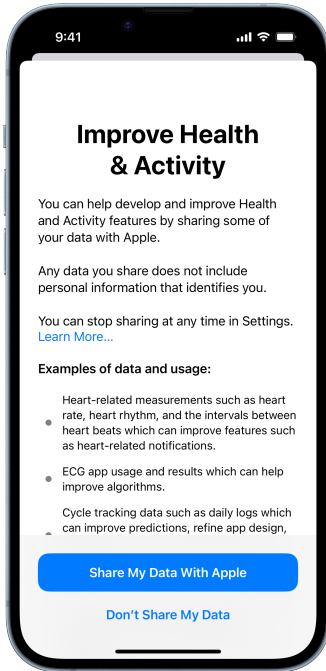 9:41
Improve Health
& Activity
You can help develop and improve Health
and Activity features by sharing some of
your data with Apple.
Any data you share does not include
personal information that identifies you.
You can stop sharing at any time in Settings.
Learn More...
Examples of data and usage:
Heart-related measurements such as heart
rate, heart rhythm, and the intervals between
heart beats which can improve features such
as heart-related notifications.
ECG app usage and results which can help
improve algorithms.
Cycle tracking data such as daily logs which
can improve predictions, refine app design,
Share My Data With Apple
Don’t Share My Data